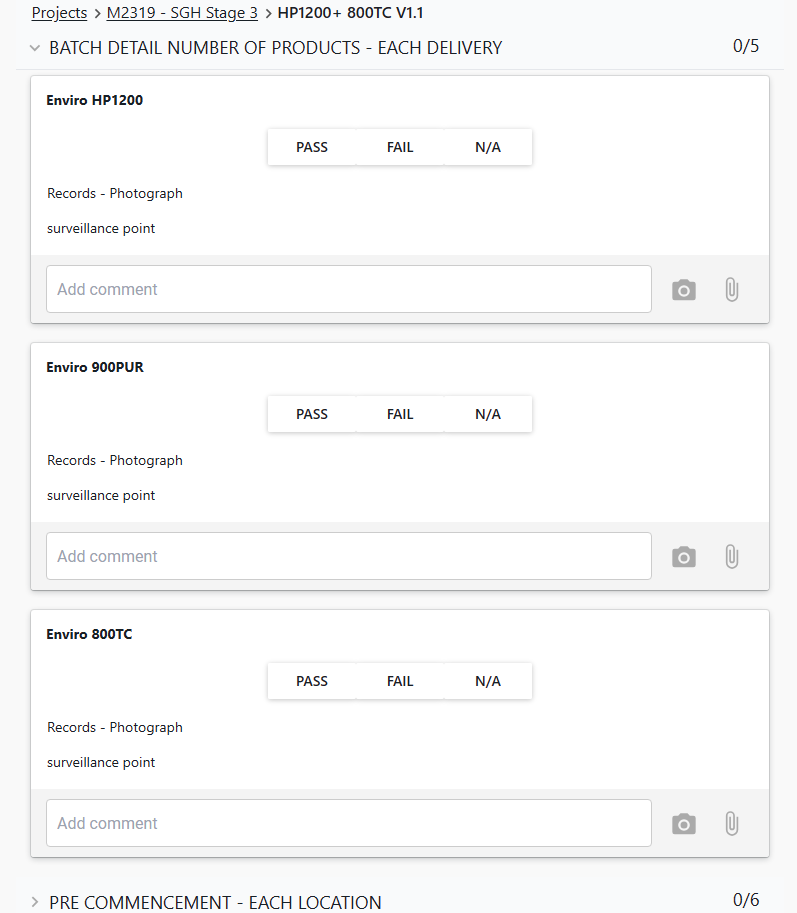 Projects > M2319 - SGH Stage 3 > HP1200+ 800TC V1.1
BATCH DETAIL NUMBER OF PRODUCTS - EACH DELIVERY 0/5
Enviro HP1200
PASS FAIL N/A
Records - Photograph
surveillance point
Add comment
Enviro 900PUR
PASS FAIL N/A
Records - Photograph
surveillance point
Add comment
Enviro 800TC
PASS FAIL N/A
Records - Photograph
surveillance point
Add comment
PRE COMMENCEMENT - EACH LOCATION 0/6